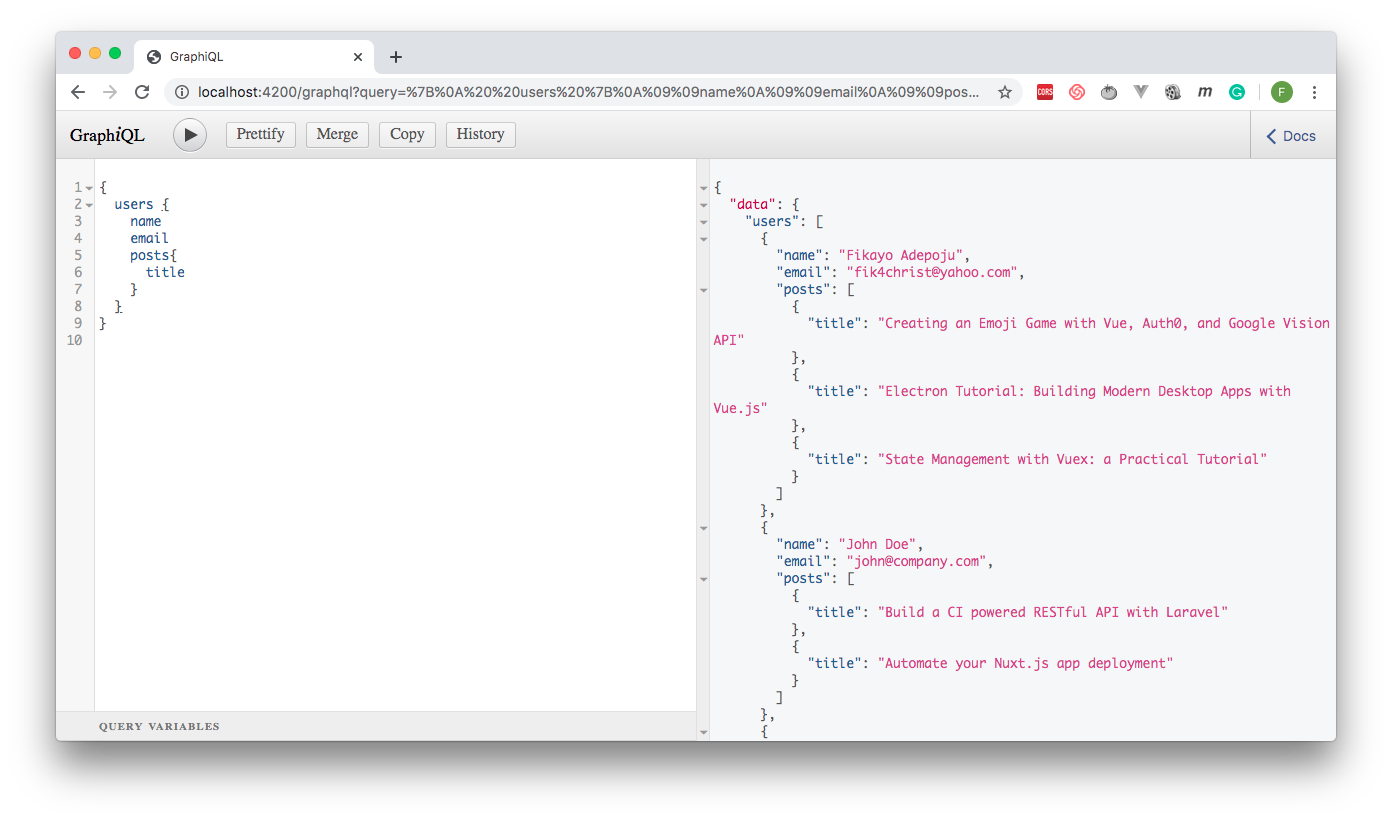 GraphiQL
localhost:4200/graphql?query=%7B%0A%20%20users%20%7B%0A%09%09name%0A%09%09email%0A%09%09pos...
CORS
m
G
F
GraphiQL
Prettify
Merge
Copy
History
Docs
1 {
2   users {
3     name
4     email
5     posts{
6       title
7     }
8   }
9 }
10
QUERY VARIABLES
{
  "data": {
    "users": [
      {
        "name": "Fikayo Adepoju",
        "email": "fik4christ@yahoo.com",
        "posts": [
          {
            "title": "Creating an Emoji Game with Vue, Auth0, and Google Vision
API"
          },
          {
            "title": "Electron Tutorial: Building Modern Desktop Apps with
Vue.js"
          },
          {
            "title": "State Management with Vuex: a Practical Tutorial"
          }
        ]
      },
      {
        "name": "John Doe",
        "email": "john@company.com",
        "posts": [
          {
            "title": "Build a CI powered RESTful API with Laravel"
          },
          {
            "title": "Automate your Nuxt.js app deployment"
          }
        ]
      },
      {